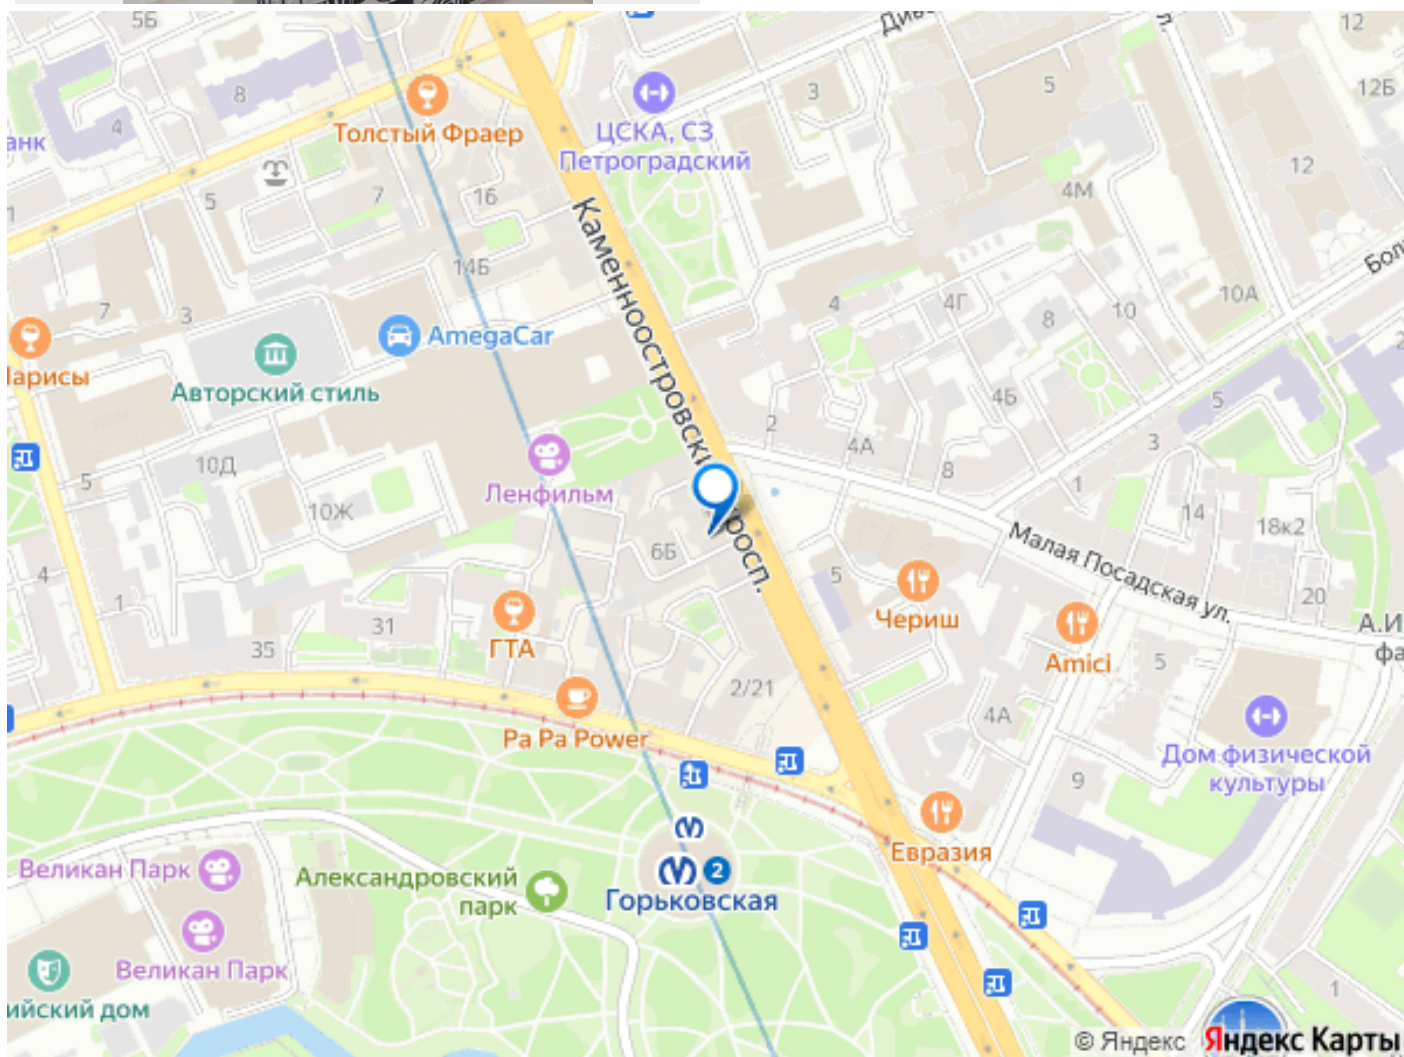 5Б
12
Диво
л.
8
5
3
12Б
4
анк
Толстый Фраер
ЦСКА, СЗ
Петроградский
12
4М
1
5
7
16
Каменноостровский просп.
14Б
Бол
4
4Г
10
10А
7
3
8
AmegaCar
2
Парисы
Авторский стиль
4Б
5
2
4А
3
10Д
8
5
Ленфильм
1
10Ж
14
18к2
6Б
Малая Посадская ул.
4
5
1
Чериш
20
31
А.И
фа
35
ГТА
Amici
5
2/21
4А
Pa Pa Power
Дом физической
культуры
9
Евразия
Великан Парк
Александровский
парк
2
Горьковская
Великан Парк
ийский дом
1
© Яндекс Яндекс Карты